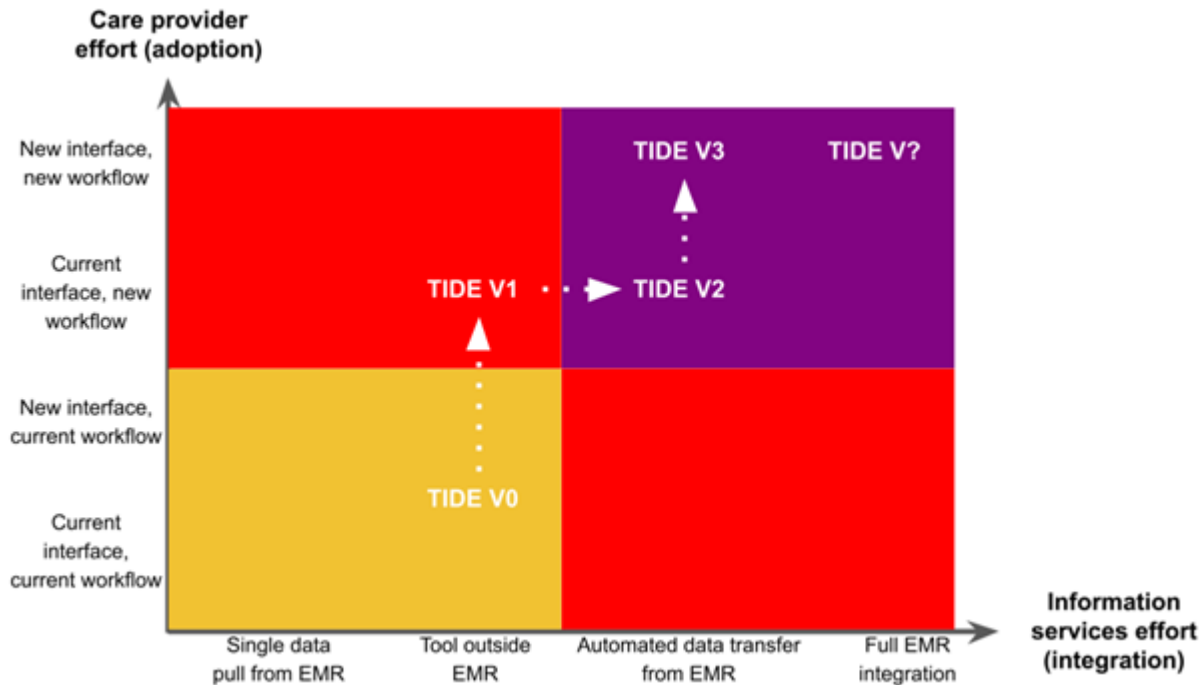 Care provider
effort (adoption)
New interface,
new workflow
TIDE V3
TIDE V?
Current
interface, new
workflow
TIDE V1
TIDE V2
New interface,
current workflow
TIDE V0
Current
interface,
current workflow
Single data
pull from EMR
Tool outside
EMR
Automated data transfer
from EMR
Full EMR
integration
Information
services effort
(integration)